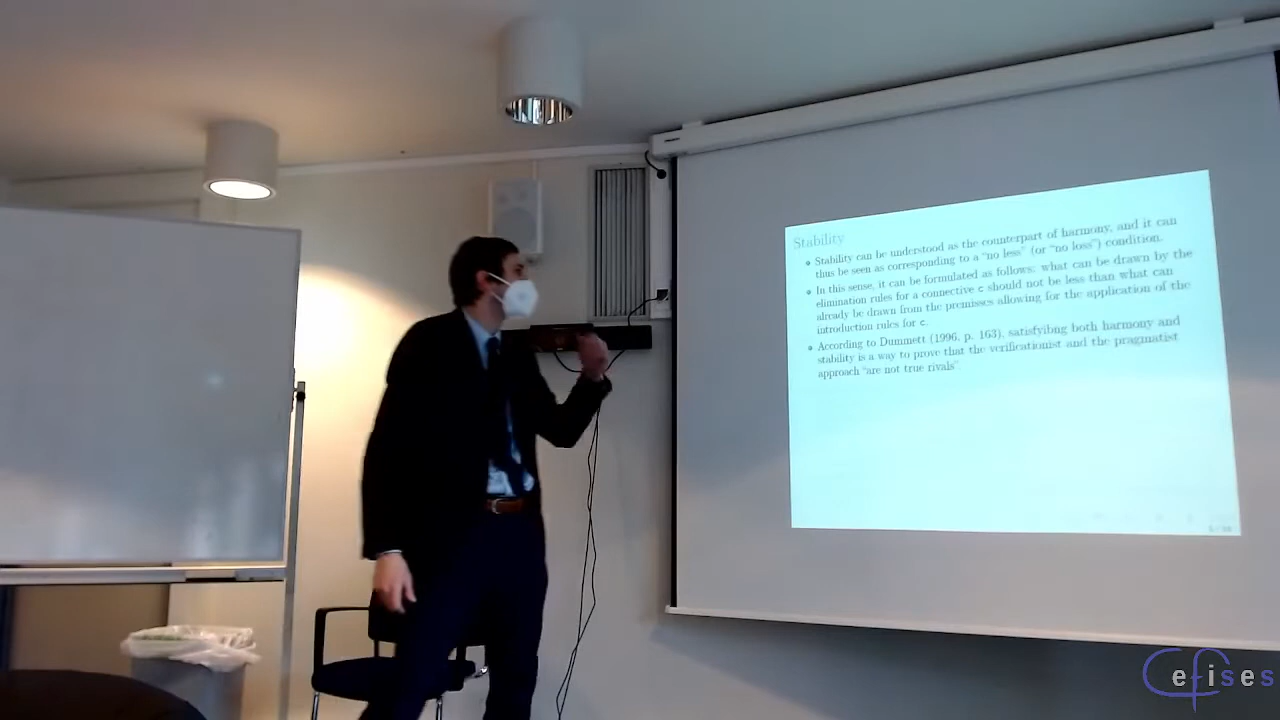 Stability
Stability can be understood as the counterpart of harmony, and it can
thus be seen as corresponding to a “no less” (or “no loss”) condition.
In this sense, it can be formulated as follows: what can be drawn by the
elimination rules for a connective c should not be less than what can
already be drawn from the premisses allowing for the application of the
introduction rules for c.
According to Dummett (1996, p. 163), satisfyibng both harmony and
stability is a way to prove that the verificationist and the pragmatist
approach “are not true rivals”
Cefises